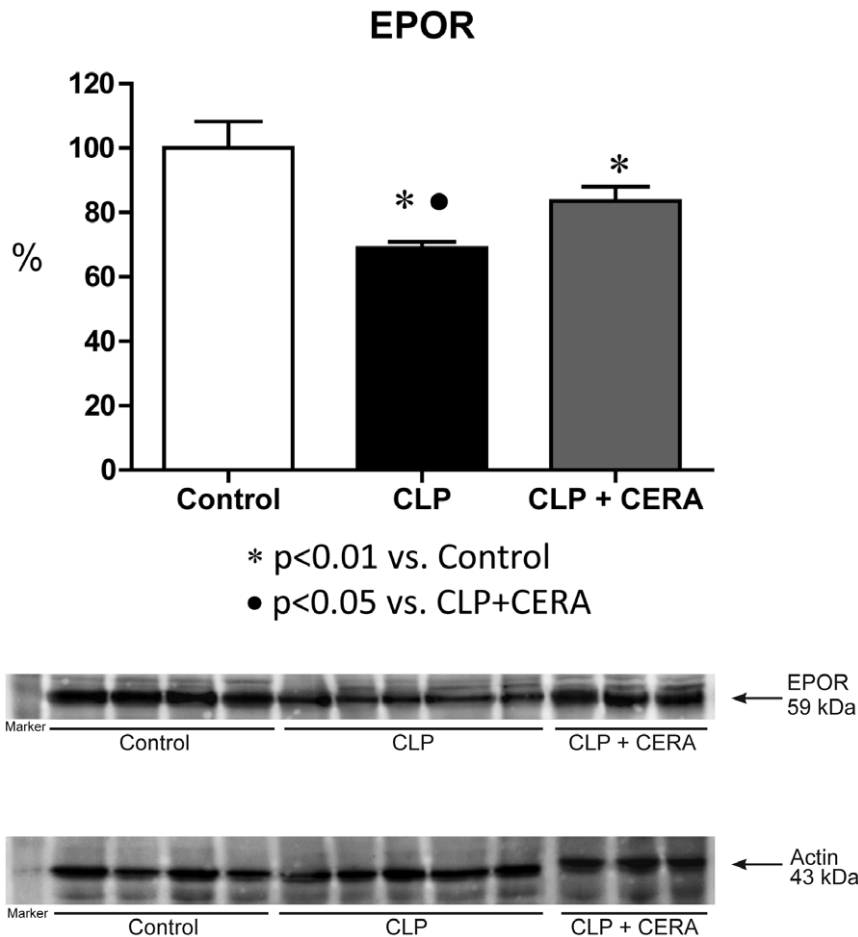 EPOR
120
100
80
60
40
20
0
%
* ●
*
Control CLP CLP + CERA
* p<0.01 vs. Control
● p<0.05 vs. CLP+CERA
EPOR
59 kDa
Marker
Control CLP CLP + CERA
Actin
43 kDa
Marker
Control CLP CLP + CERA